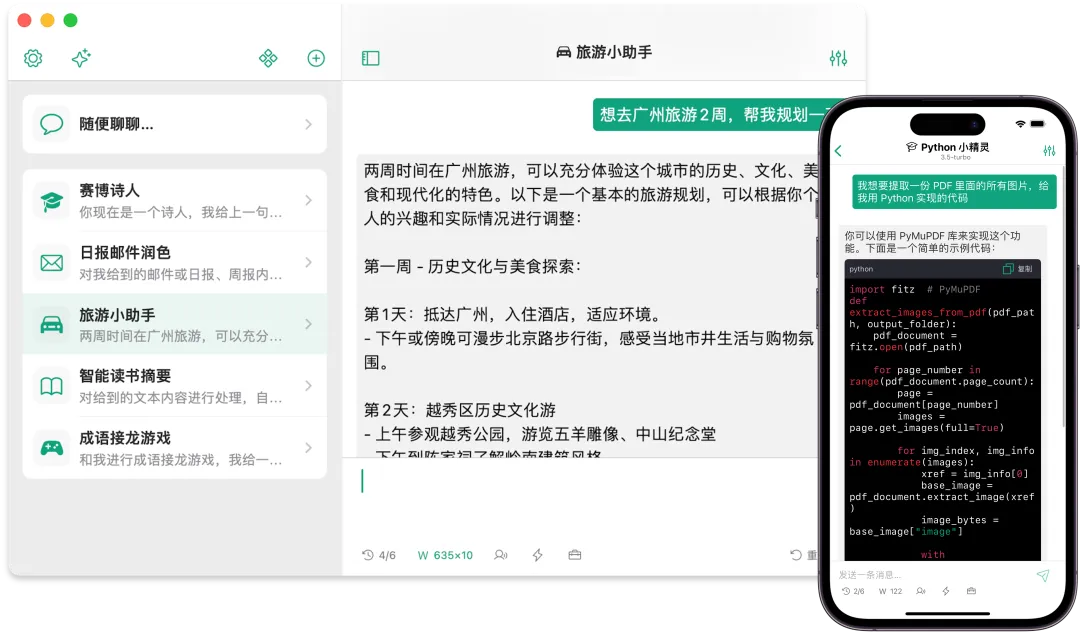 旅游小助手
随便聊聊...
赛博诗人
你现在是一个诗人，我给上一句...
日报邮件润色
对我给到的邮件或日报、周报内...
旅游小助手
两周时间在广州旅游，可以充分...
智能读书摘要
对给到的文本内容进行处理，自...
成语接龙游戏
和我进行成语接龙游戏，我给一...
想去广州旅游2周，帮我规划一
两周时间在广州旅游，可以充分体验这个城市的历史、文化、美
食和现代化的特色。以下是一个基本的旅游规划，可以根据你个
人的兴趣和实际情况进行调整：
第一周 - 历史文化与美食探索：
第1天：抵达广州，入住酒店，适应环境。
- 下午或傍晚可漫步北京路步行街，感受当地市井生活与购物氛
围。
第2天：越秀区历史文化游
- 上午参观越秀公园，游览五羊雕像、中山纪念堂
- 下午到陈家祠了解岭南建筑风格
4/6
W 635×10
重
Python 小精灵
3.5-turbo
我想要提取一份 PDF 里面的所有图片，给
我用 Python 实现的代码
你可以使用 PyMuPDF 库来实现这个功
能。下面是一个简单的示例代码：
python
复制
import fitz  # PyMuPDF
def
extract_images_from_pdf(pdf_pat
h, output_folder):
pdf_document =
fitz.open(pdf_path)
for page_number in
range(pdf_document.page_count):
page =
pdf_document[page_number]
images =
page.get_images(full=True)
for img_index, img_info
in enumerate(images):
xref = img_info[0]
base_image =
pdf_document.extract_image(xref
)
image_bytes =
base_image["image"]
with
发送一条消息...
2/6
W 122